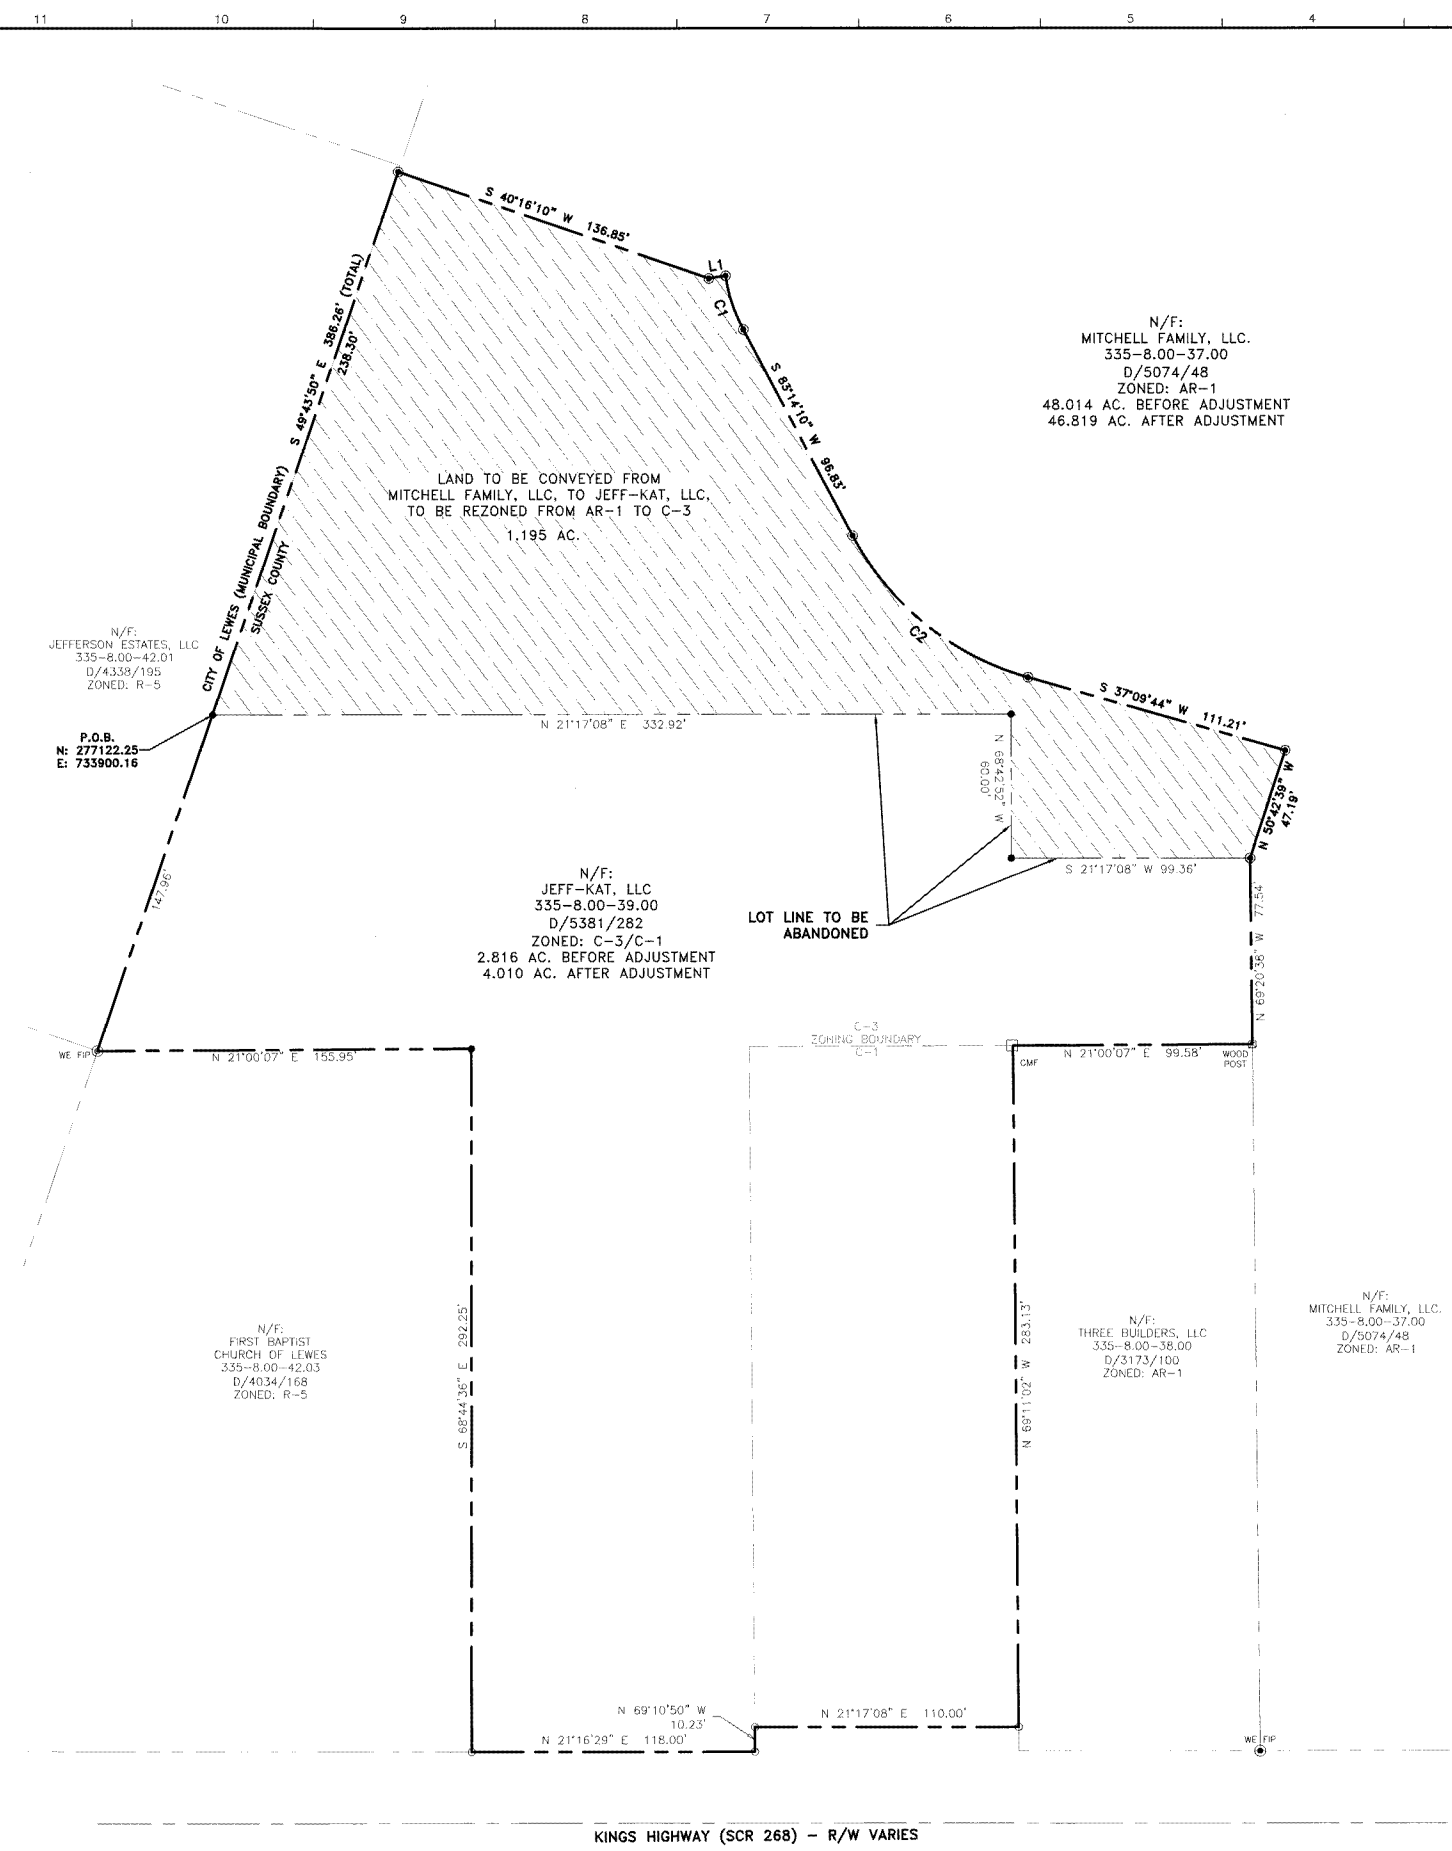 11 10 9 8 7 6 5 4
S 40°16'10" W 136.85'
L1
C1
S 83°14'10" W 96.83'
C2
S 37°09'44" W 111.21'
N 50°42'39" W
47.19'
S 49°43'50" E 386.26' (TOTAL)
238.30'
CITY OF LEWES (MUNICIPAL BOUNDARY)
SUSSEX COUNTY
N/F:
MITCHELL FAMILY, LLC.
335-8.00-37.00
D/5074/48
ZONED: AR-1
48.014 AC. BEFORE ADJUSTMENT
46.819 AC. AFTER ADJUSTMENT
LAND TO BE CONVEYED FROM
MITCHELL FAMILY, LLC, TO JEFF-KAT, LLC,
TO BE REZONED FROM AR-1 TO C-3
1.195 AC.
N/F:
JEFFERSON ESTATES, LLC
335-8.00-42.01
D/4338/195
ZONED: R-5
P.O.B.
N: 277122.25
E: 733900.16
N 21°17'08" E 332.92'
N 68°42'52" W
60.00'
S 21°17'08" W 99.36'
147.96'
N/F:
JEFF-KAT, LLC
335-8.00-39.00
D/5381/282
ZONED: C-3/C-1
2.816 AC. BEFORE ADJUSTMENT
4.010 AC. AFTER ADJUSTMENT
LOT LINE TO BE
ABANDONED
N 69°20'38" W 77.54'
WE FIP
N 21°00'07" E 155.95'
C-3
ZONING BOUNDARY
C-1
CMF
N 21°00'07" E 99.58'
WOOD
POST
S 68°44'36" E 292.25'
N 69°11'02" W 283.13'
N/F:
FIRST BAPTIST
CHURCH OF LEWES
335-8.00-42.03
D/4034/168
ZONED: R-5
N/F:
THREE BUILDERS, LLC
335-8.00-38.00
D/3173/100
ZONED: AR-1
N/F:
MITCHELL FAMILY, LLC.
335-8.00-37.00
D/5074/48
ZONED: AR-1
N 69°10'50" W
10.23'
N 21°17'08" E 110.00'
N 21°16'29" E 118.00'
WE FIP
KINGS HIGHWAY (SCR 268) - R/W VARIES